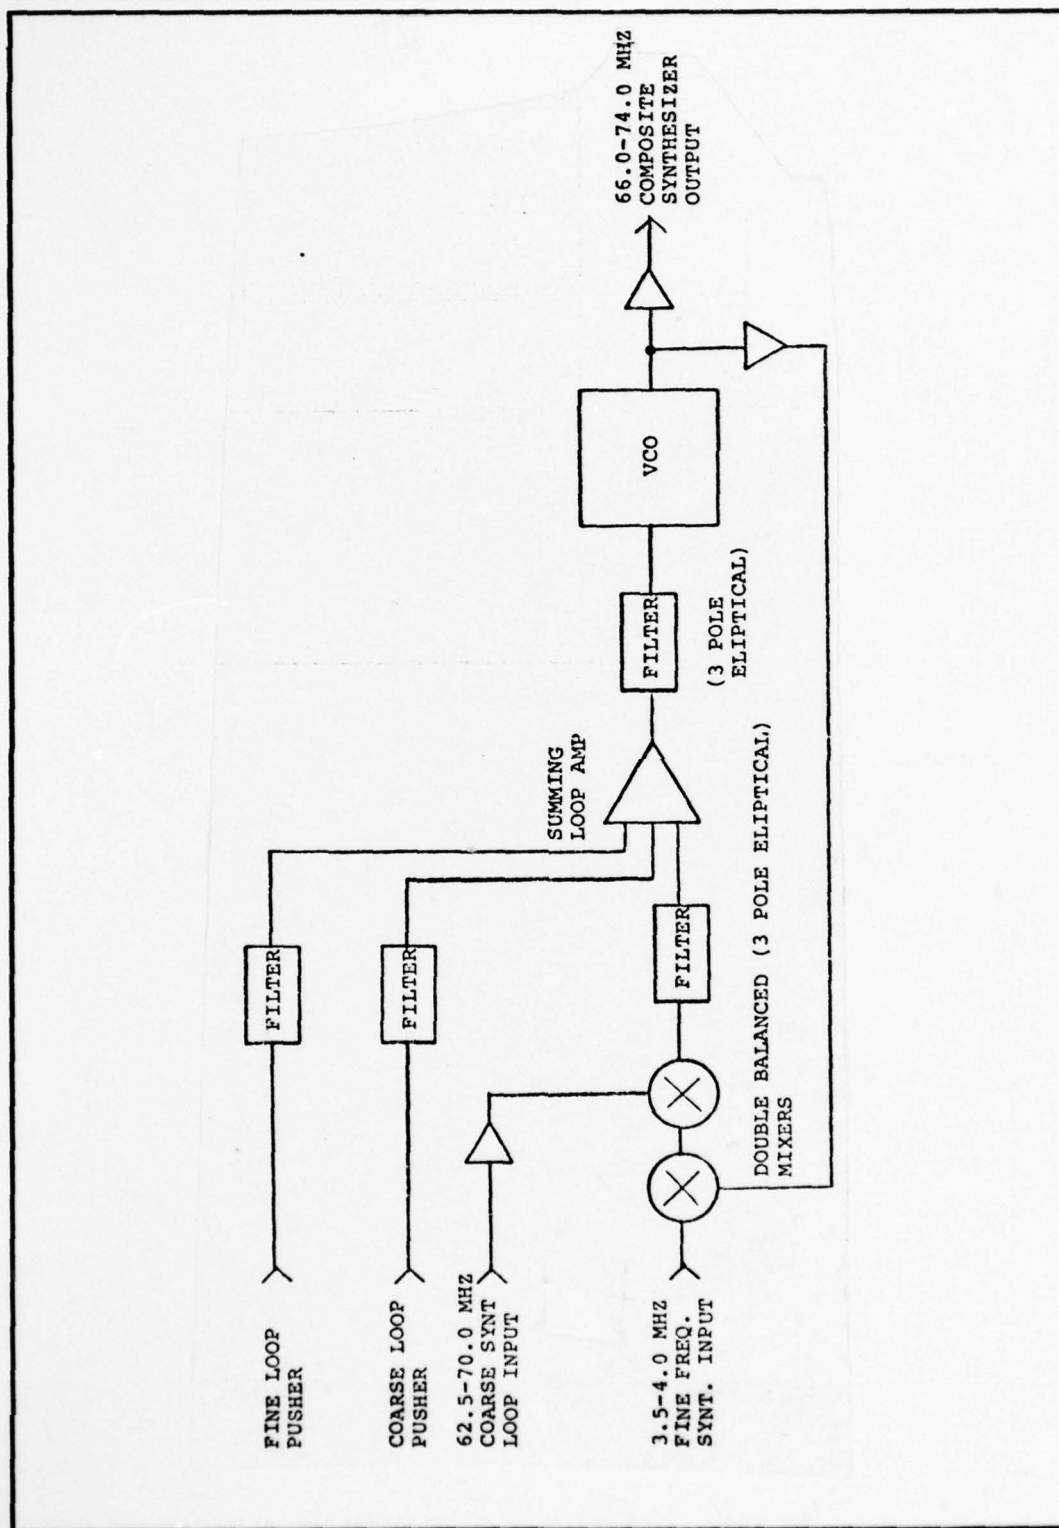 FINE LOOP
PUSHER
FILTER
COARSE LOOP
PUSHER
FILTER
62.5-70.0 MHZ
COARSE SYNT
LOOP INPUT
3.5-4.0 MHZ
FINE FREQ.
SYNT. INPUT
DOUBLE BALANCED (3 POLE ELIPTICAL)
MIXERS
FILTER
SUMMING
LOOP AMP
FILTER
(3 POLE
ELIPTICAL)
VCO
66.0-74.0 MHZ
COMPOSITE
SYNTHESIZER
OUTPUT